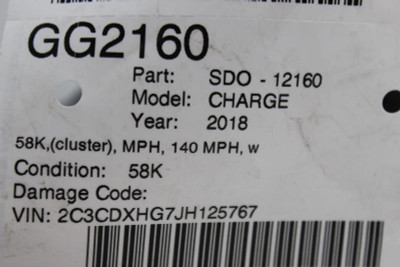 GG2160
Part: SDO - 12160
Model: CHARGE
Year: 2018
58K,(cluster), MPH, 140 MPH, w
Condition: 58K
Damage Code:
VIN: 2C3CDXHG7JH125767